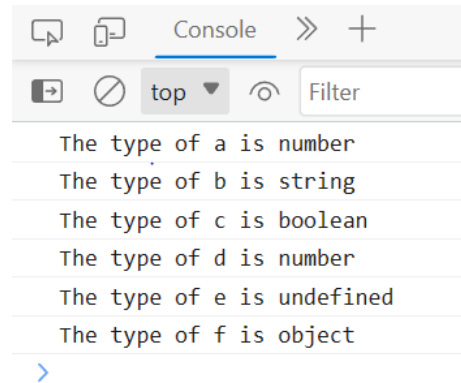 Console
top Filter
The type of a is number
The type of b is string
The type of c is boolean
The type of d is number
The type of e is undefined
The type of f is object